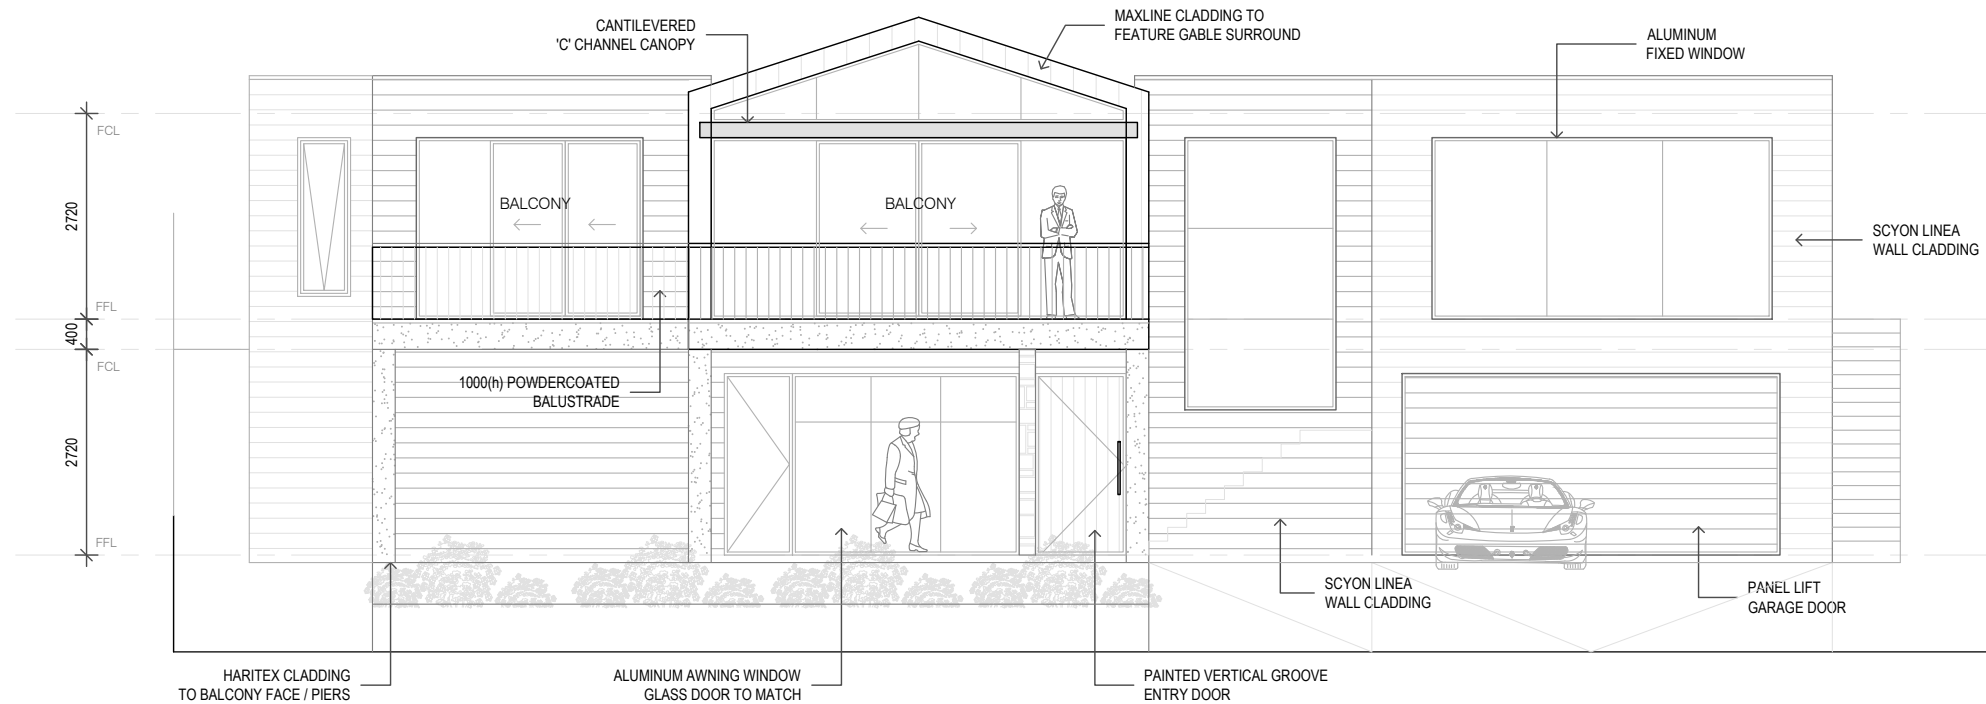 CANTILEVERED
'C' CHANNEL CANOPY
MAXLINE CLADDING TO
FEATURE GABLE SURROUND
ALUMINUM
FIXED WINDOW
FCL
2720
BALCONY
BALCONY
SCYON LINEA
WALL CLADDING
FFL
400
FCL
1000(h) POWDERCOATED
BALUSTRADE
2720
FFL
SCYON LINEA
WALL CLADDING
PANEL LIFT
GARAGE DOOR
HARITEX CLADDING
TO BALCONY FACE / PIERS
ALUMINUM AWNING WINDOW
GLASS DOOR TO MATCH
PAINTED VERTICAL GROOVE
ENTRY DOOR